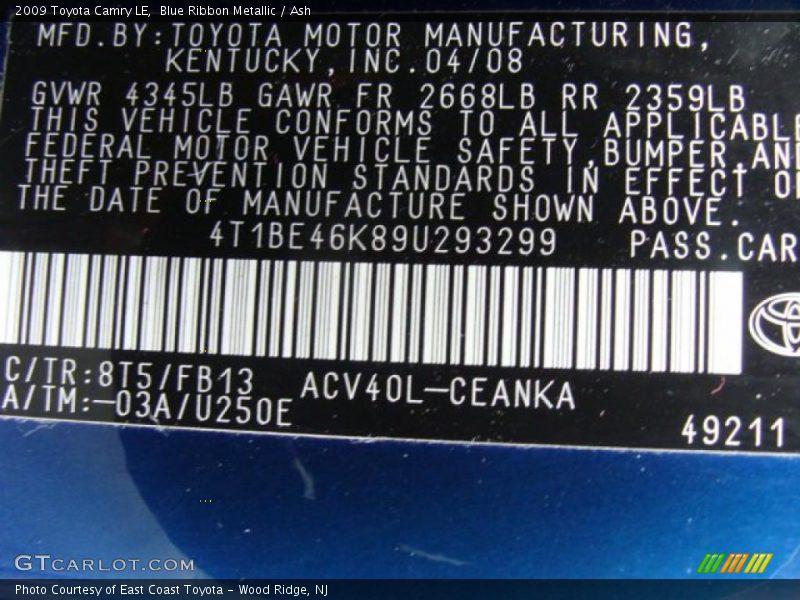 2009 Toyota Camry LE, Blue Ribbon Metallic / Ash
MFD.BY:TOYOTA MOTOR MANUFACTURING,
KENTUCKY,INC.04/08
GVWR 4345LB GAWR FR 2668LB RR 2359LB
THIS VEHICLE CONFORMS TO ALL APPLICABLE
FEDERAL MOTOR VEHICLE SAFETY,BUMPER,AND
THEFT PREVENTION STANDARDS IN EFFECT O
THE DATE OF MANUFACTURE SHOWN ABOVE.
4T1BE46K89U293299 PASS.CAR
C/TR:8T5/FB13 ACV40L-CEANKA
A/TM:-03A/U250E
49211
GTCARLOT.COM
Photo Courtesy of East Coast Toyota - Wood Ridge, NJ